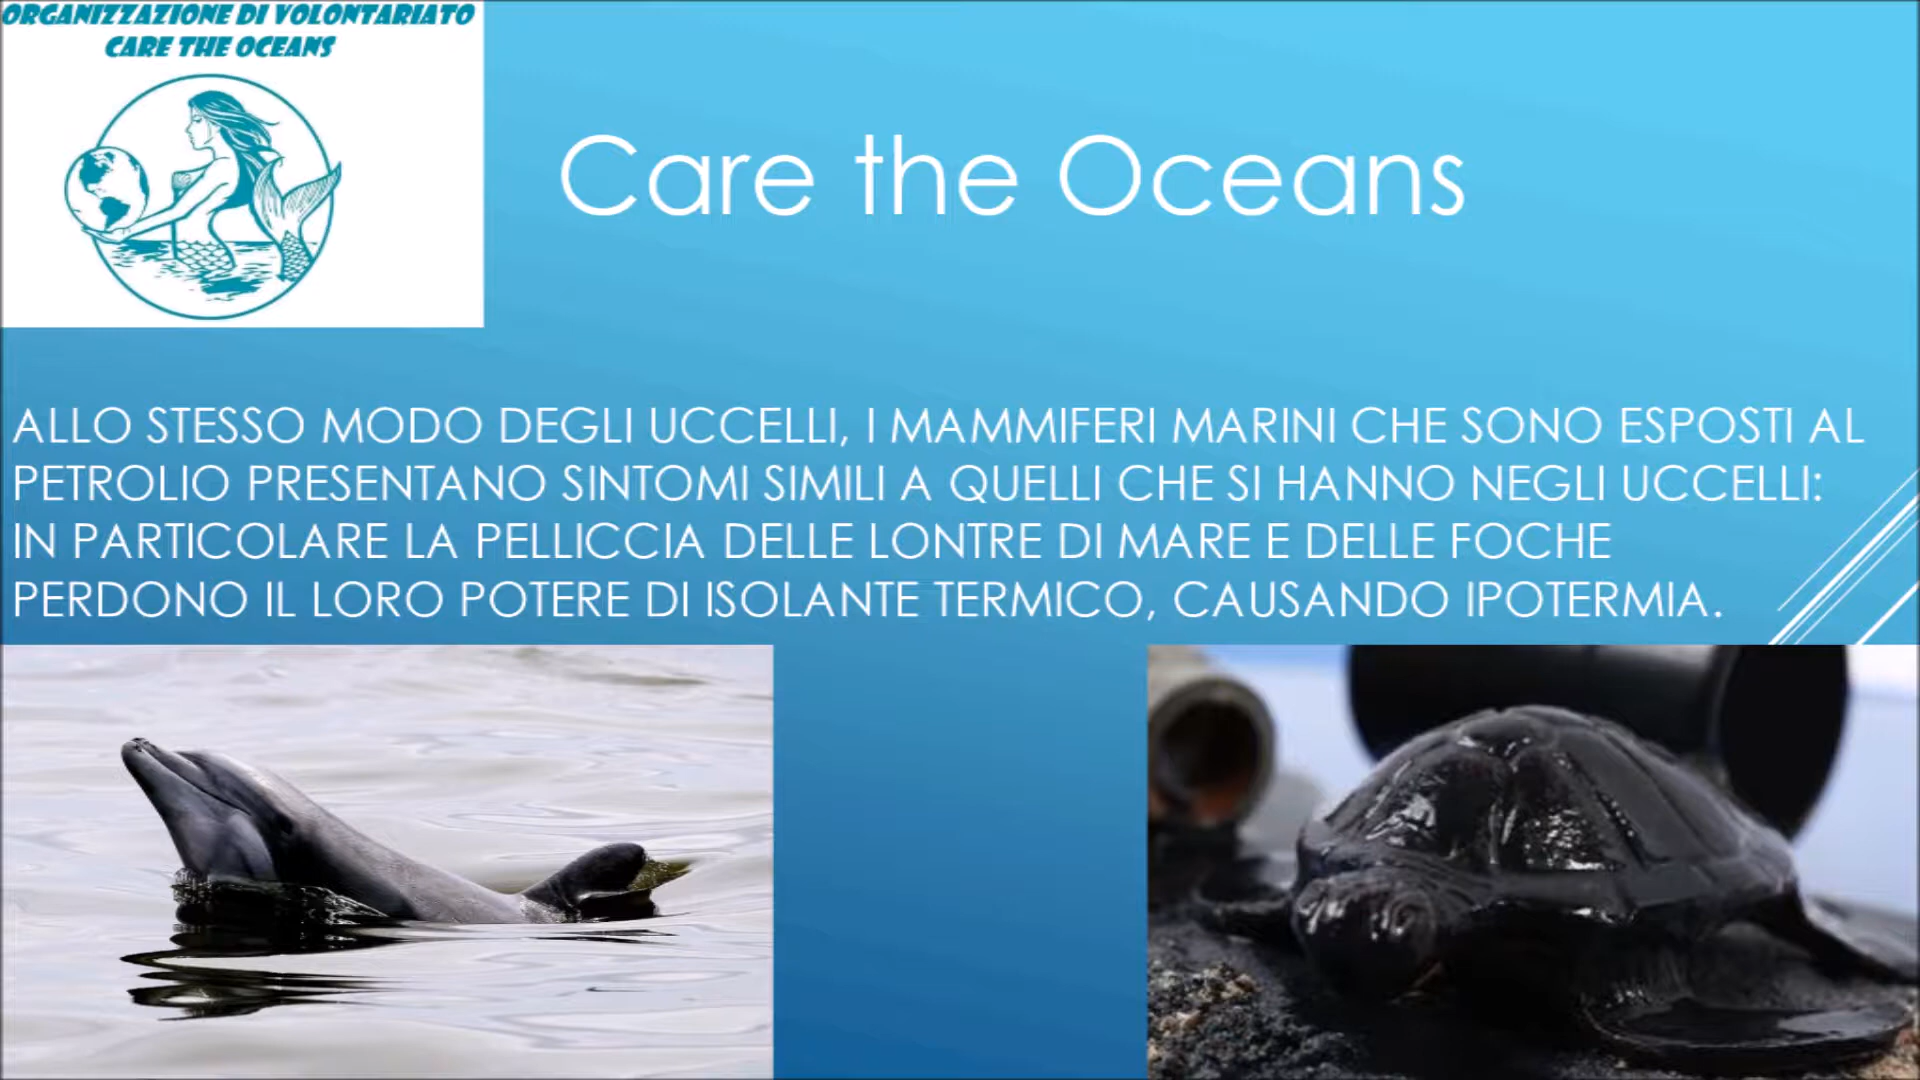 ORGANIZZAZIONE DI VOLONTARIATO
CARE THE OCEANS
Care the Oceans
ALLO STESSO MODO DEGLI UCCELLI, I MAMMIFERI MARINI CHE SONO ESPOSTI AL
PETROLIO PRESENTANO SINTOMI SIMILI A QUELLI CHE SI HANNO NEGLI UCCELLI:
IN PARTICOLARE LA PELLICCIA DELLE LONTRE DI MARE E DELLE FOCHE
PERDONO IL LORO POTERE DI ISOLANTE TERMICO, CAUSANDO IPOTERMIA.